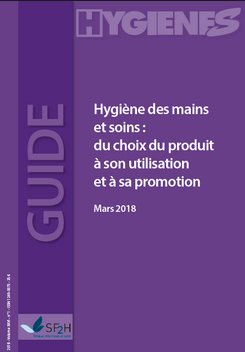 HYGIENES
GUIDE
Hygiène des mains
et soins :
du choix du produit
à son utilisation
et à sa promotion
Mars 2018
SF2H